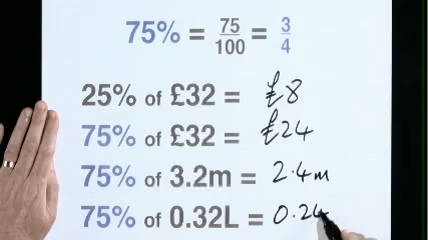 75% = 75/100 = 3/4
25% of £32 = £8
75% of £32 = £24
75% of 3.2m = 2.4m
75% of 0.32L = 0.24